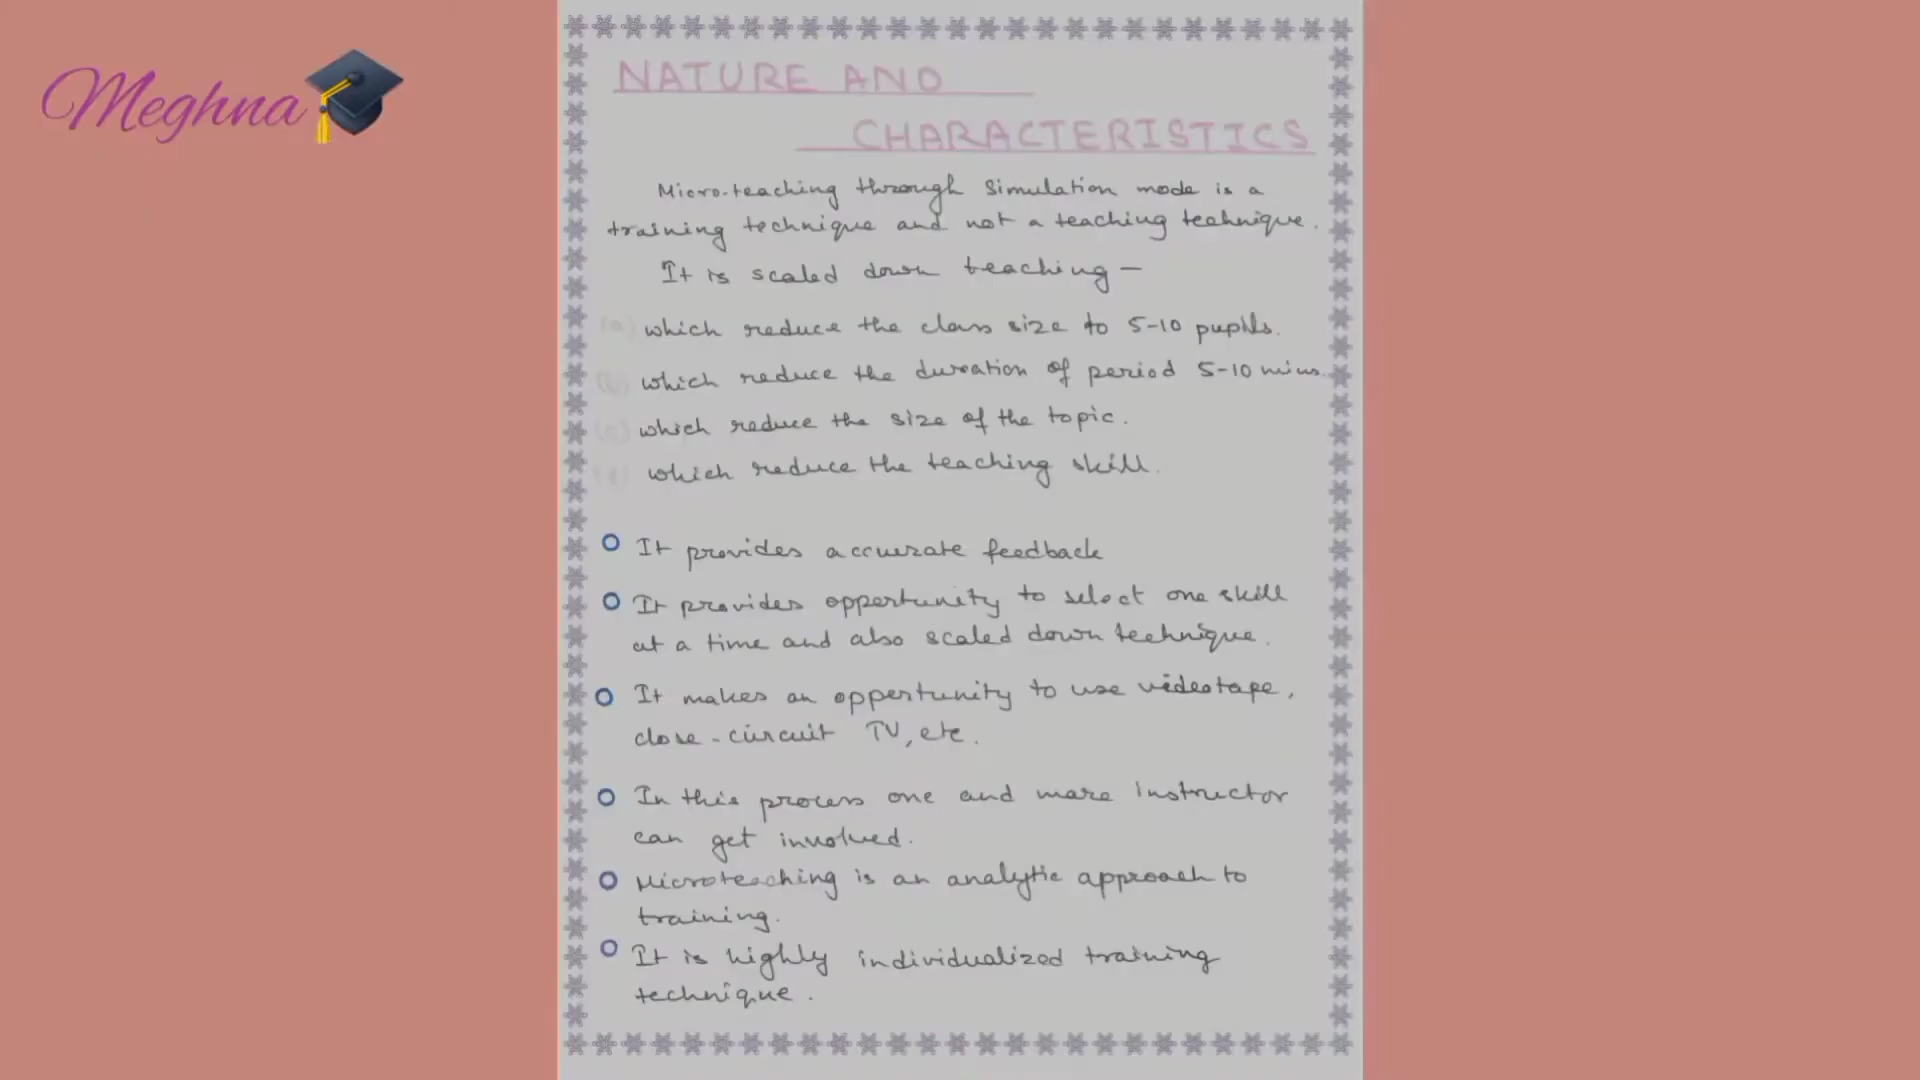 Meghna
NATURE AND
CHARACTERISTICS
Micro-teaching through simulation mode is a
training technique and not a teaching technique.
It is scaled down teaching —
(a) which reduce the class size to 5-10 pupils.
(b) which reduce the duration of period 5-10 mins.
(c) which reduce the size of the topic.
which reduce the teaching skill.
It provides accurate feedback
It provides opportunity to select one skill
at a time and also scaled down technique.
It makes an opportunity to use videotape,
close-circuit TV, etc.
In this process one and more instructor
can get involved.
Microteaching is an analytic approach to
training.
It is highly individualized training
technique.